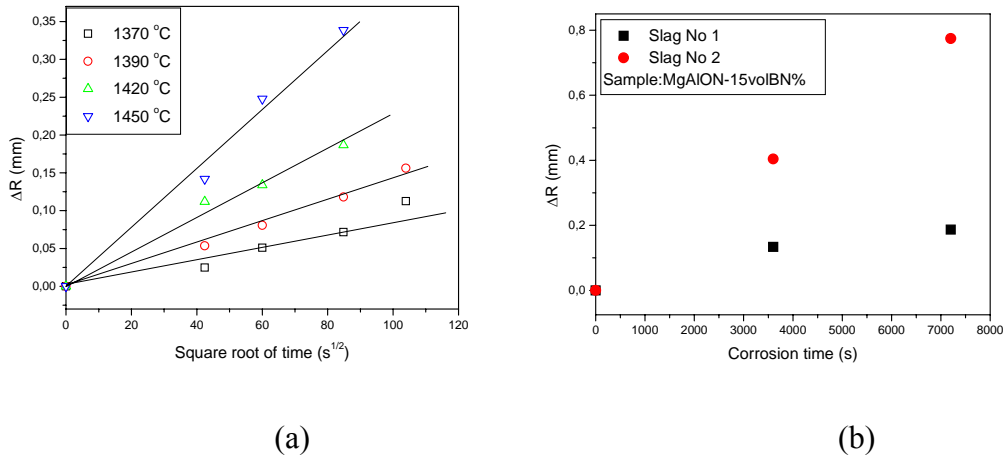 0,35
0,30
0,25
0,20
0,15
0,10
0,05
0,00
ΔR (mm)
1370 °C
1390 °C
1420 °C
1450 °C
0 20 40 60 80 100 120
Square root of time (s^1/2)
(a)
0,8
0,6
0,4
0,2
0,0
ΔR (mm)
Slag No 1
Slag No 2
Sample:MgAlON-15volBN%
0 1000 2000 3000 4000 5000 6000 7000 8000
Corrosion time (s)
(b)